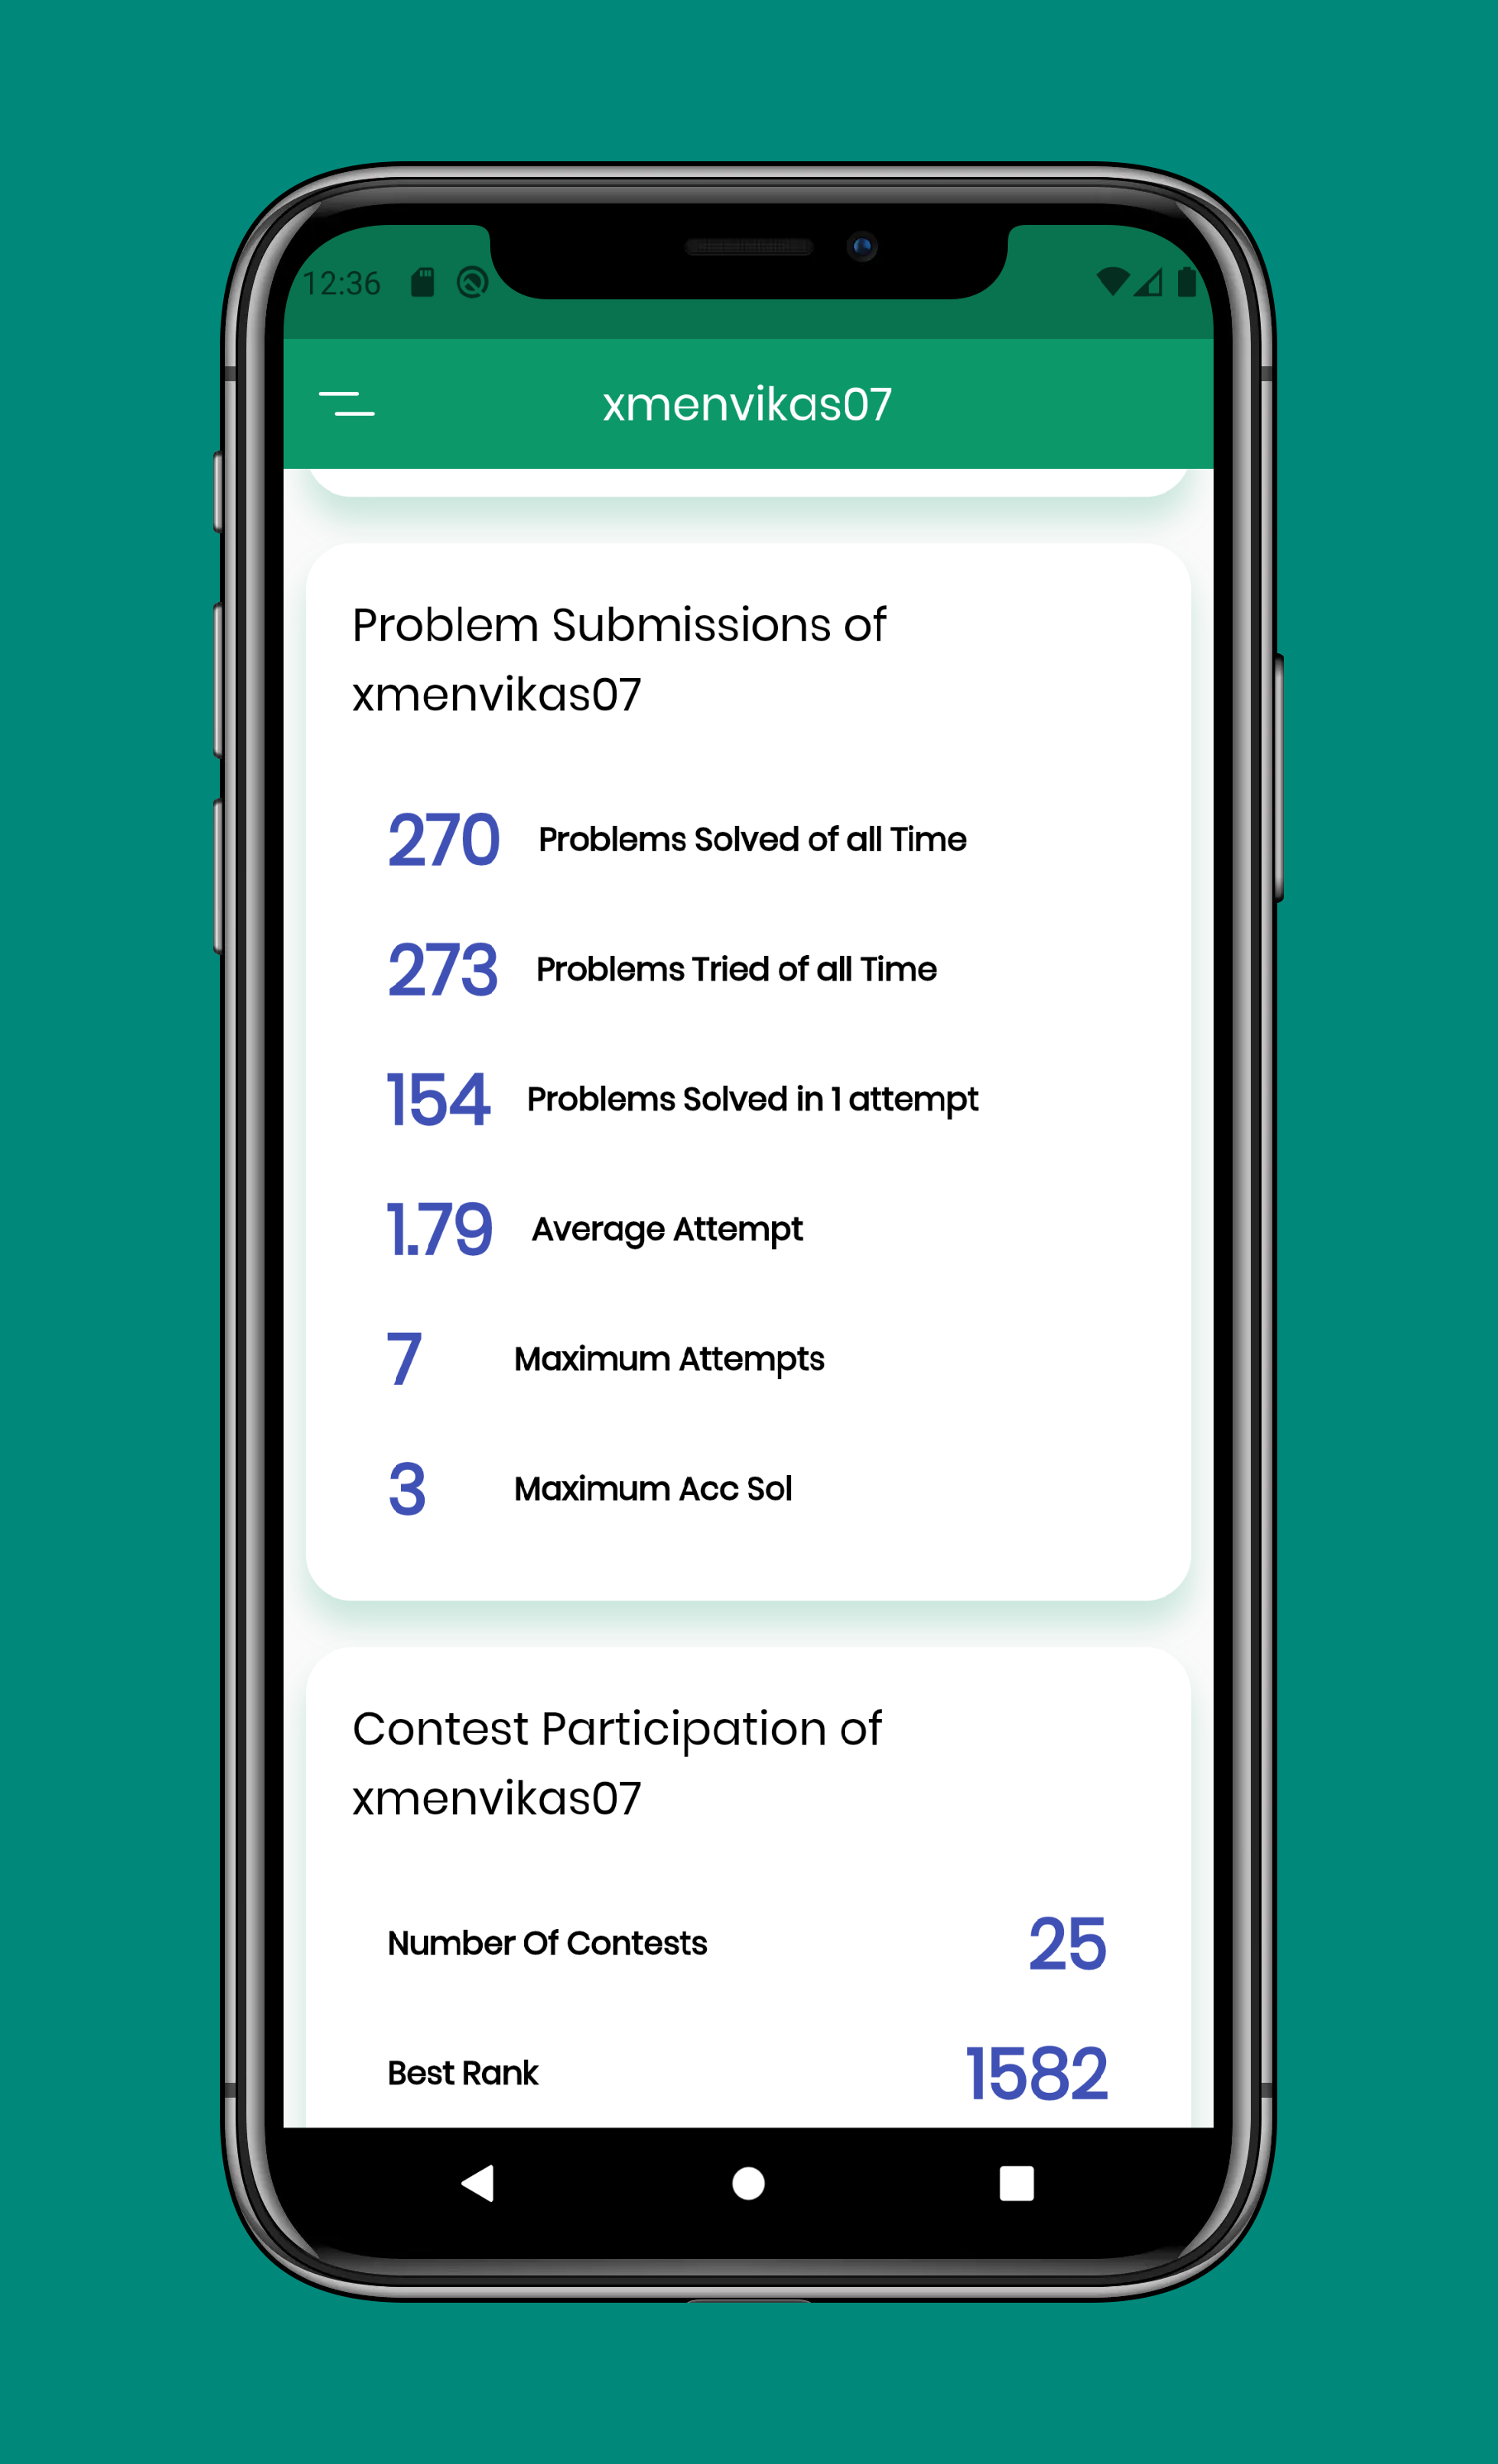 12:36
xmenvikas07
Problem Submissions of
xmenvikas07
270 Problems Solved of all Time
273 Problems Tried of all Time
154 Problems Solved in 1 attempt
1.79 Average Attempt
7 Maximum Attempts
3 Maximum Acc Sol
Contest Participation of
xmenvikas07
Number Of Contests 25
Best Rank 1582